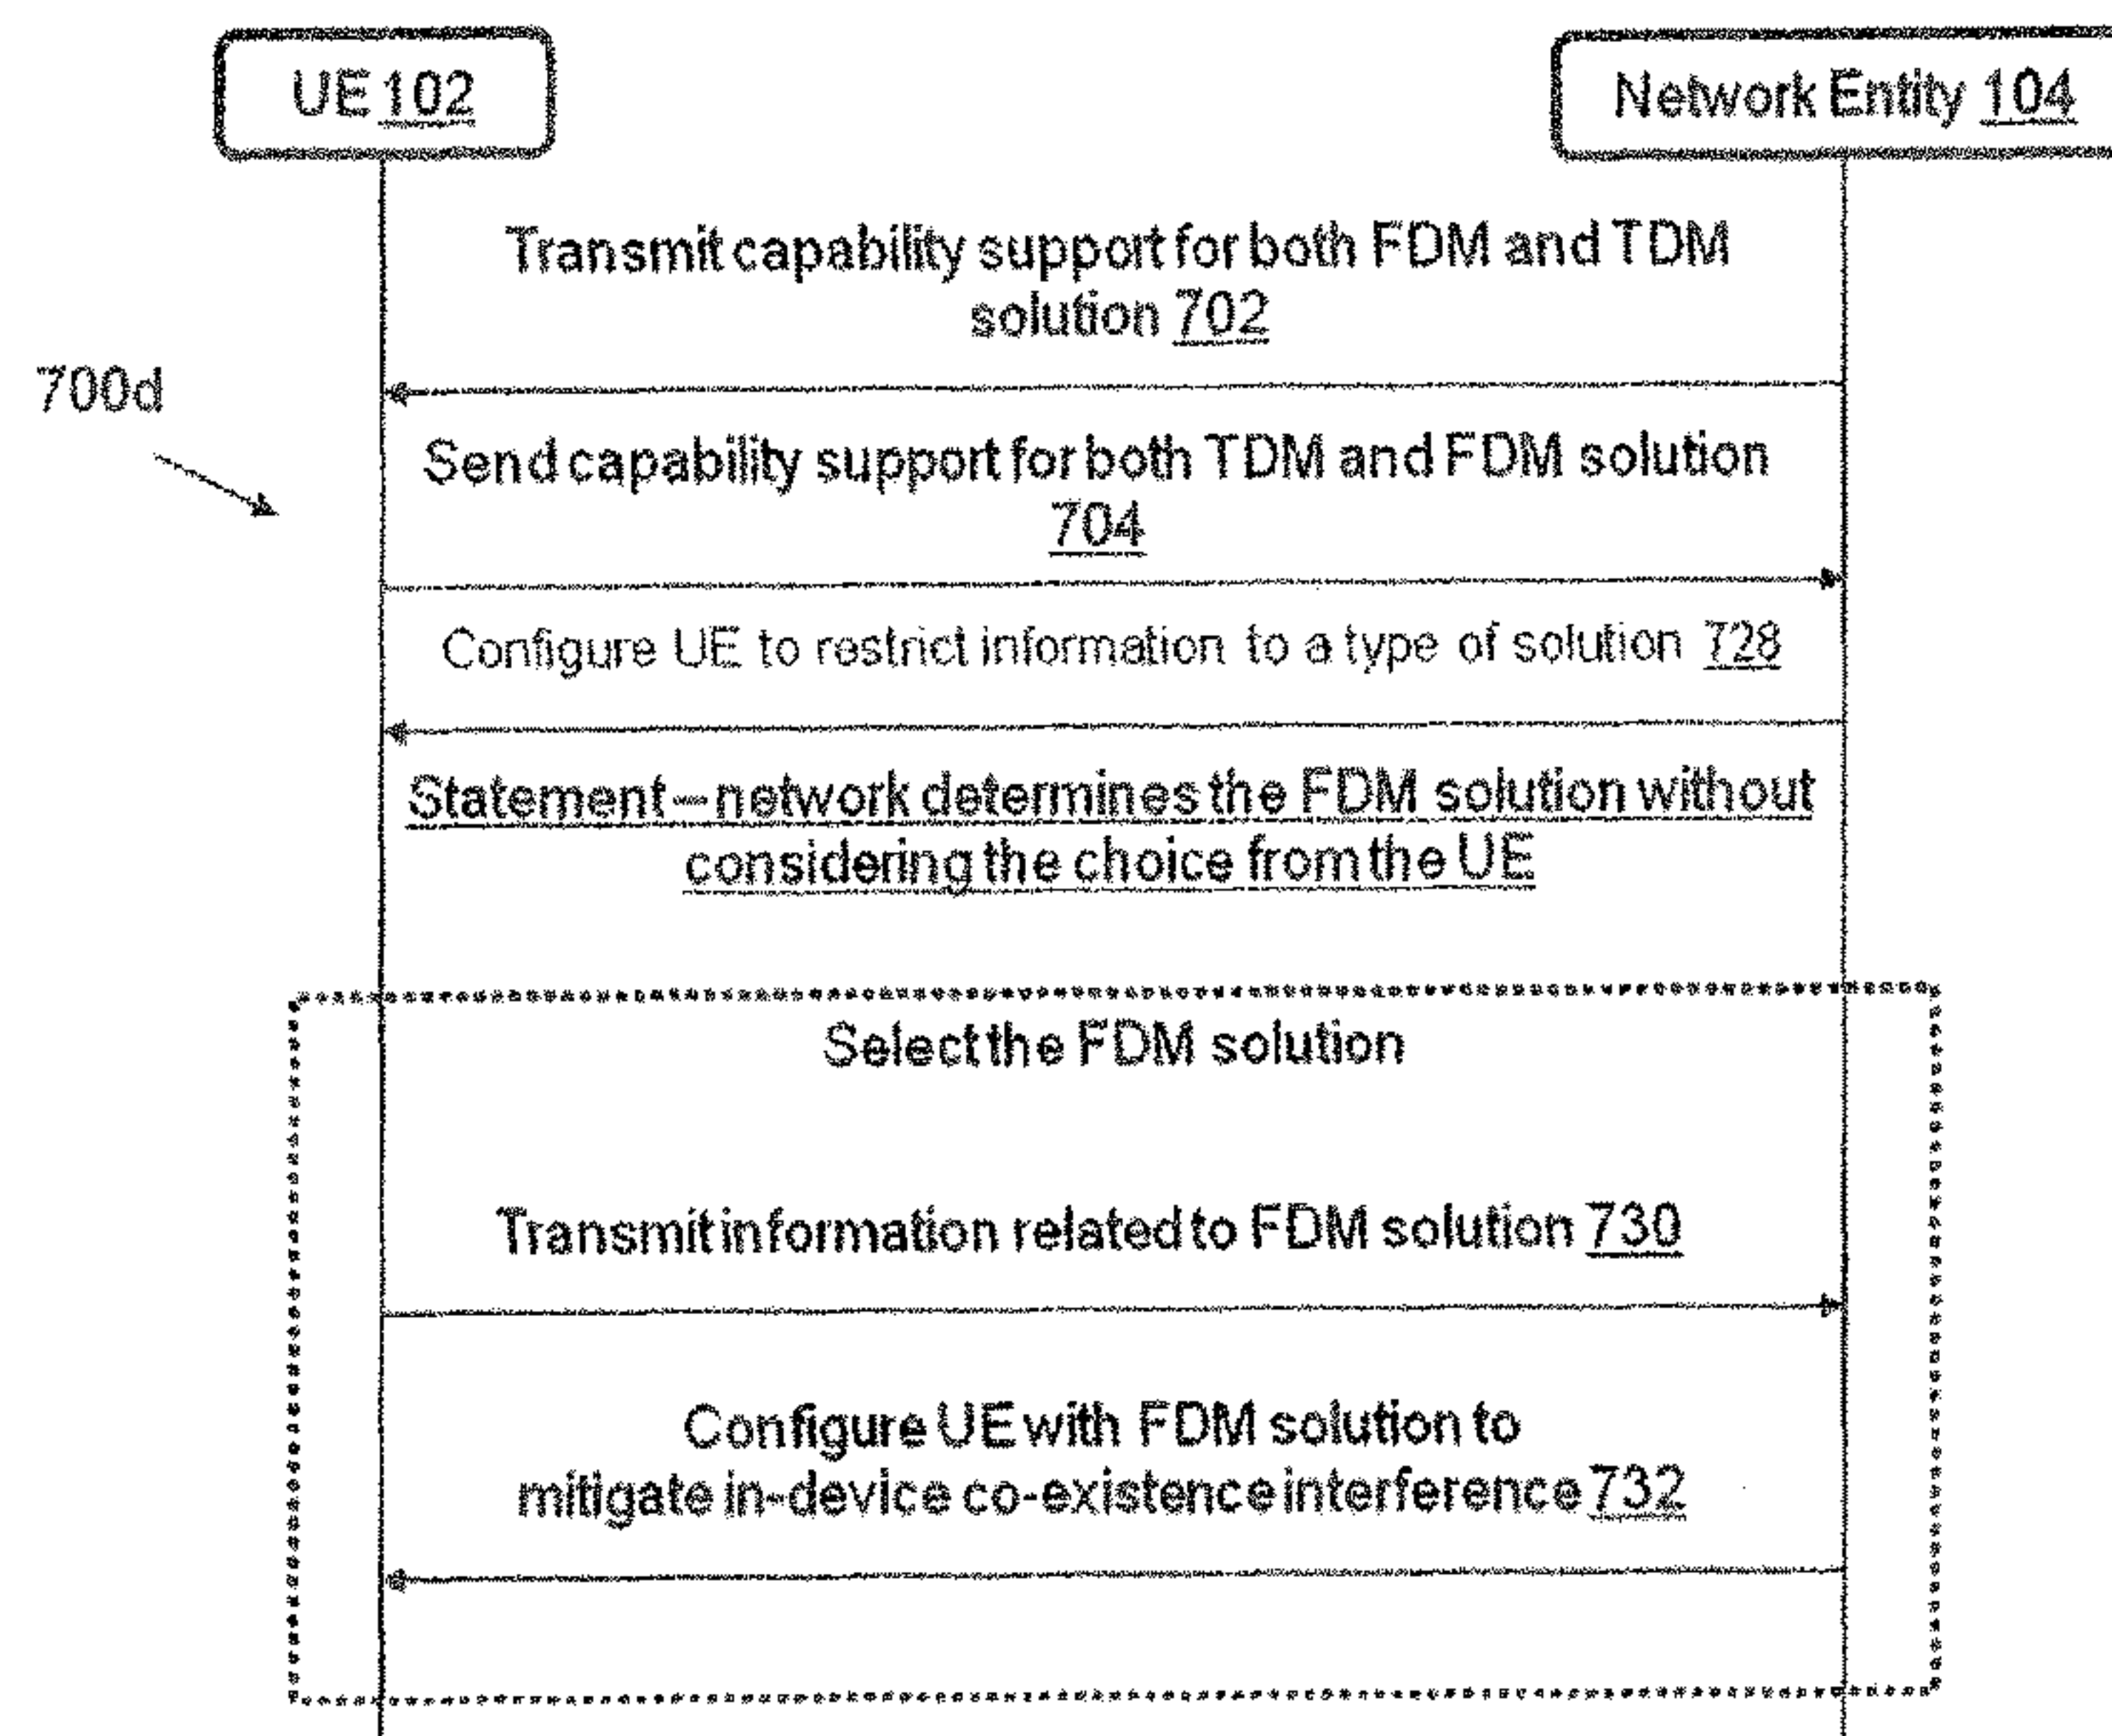 UE 102
Network Entity 104
Transmit capability support for both FDM and TDM
solution 702
700d
Send capability support for both TDM and FDM solution
704
Configure UE to restrict information to a type of solution 728
Statement – network determines the FDM solution without
considering the choice from the UE
Select the FDM solution
Transmit information related to FDM solution 730
Configure UE with FDM solution to
mitigate in-device co-existence interference 732